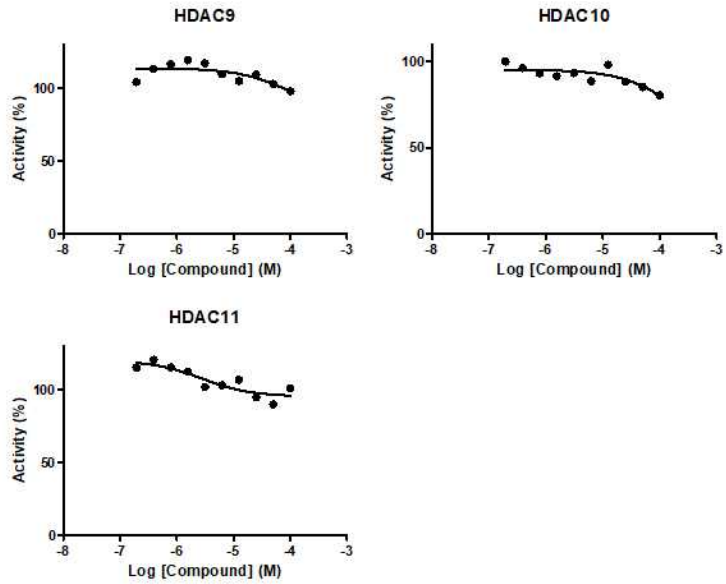 HDAC9
Activity (%)
100
50
0
-8 -7 -6 -5 -4 -3
Log [Compound] (M)
HDAC10
Activity (%)
100
50
0
-8 -7 -6 -5 -4 -3
Log [Compound] (M)
HDAC11
Activity (%)
100
50
0
-8 -7 -6 -5 -4 -3
Log [Compound] (M)